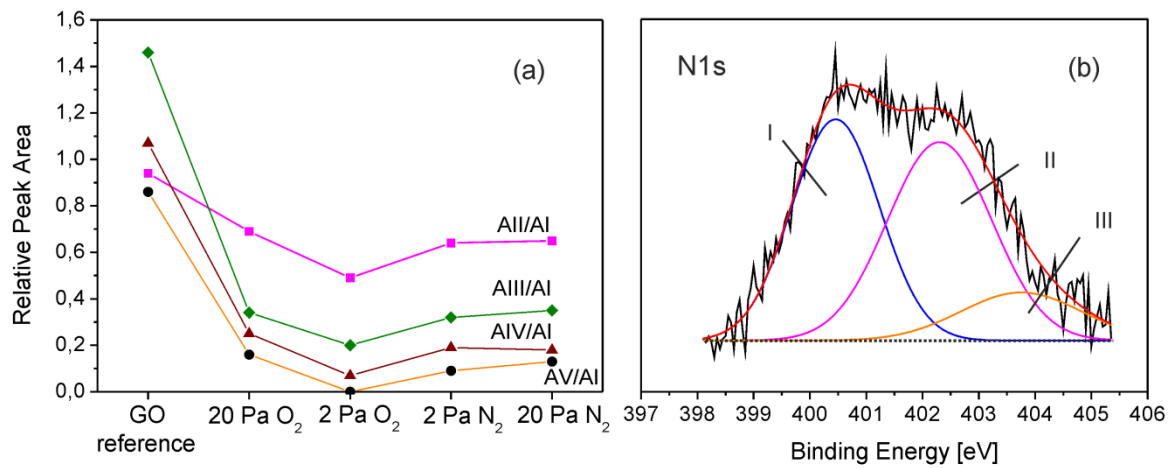 Relative Peak Area
1,6
1,4
1,2
1,0
0,8
0,6
0,4
0,2
0,0
(a)
AII/AI
AIII/AI
AIV/AI
AV/AI
GO reference
20 Pa O₂
2 Pa O₂
2 Pa N₂
20 Pa N₂
N1s
(b)
I
II
III
397 398 399 400 401 402 403 404 405 406
Binding Energy [eV]